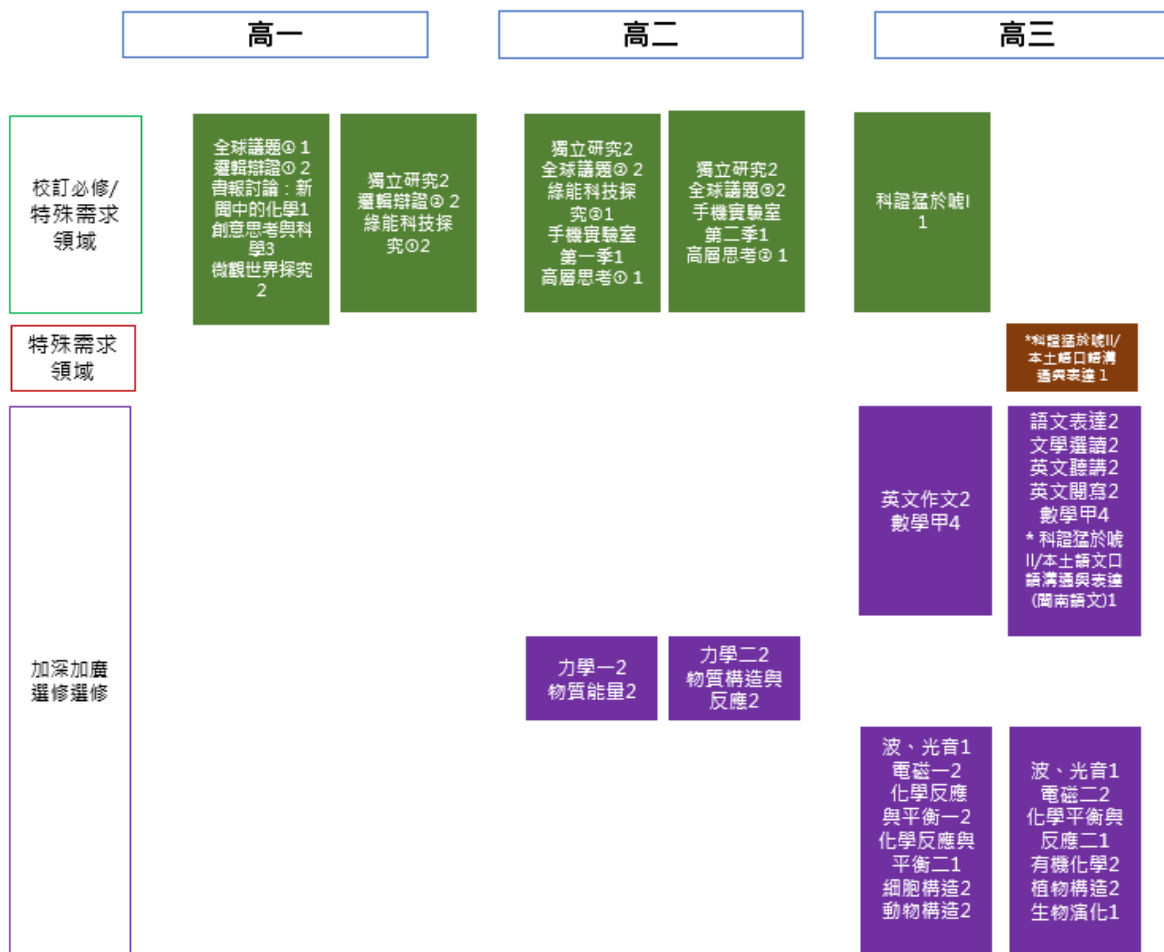 高一
高二
高三
校訂必修/
特殊需求
領域
全球議題① 1
邏輯辯證① 2
書報討論：新
聞中的化學1
創意思考與科
學3
微觀世界探究
2
獨立研究2
邏輯辯證② 2
綠能科技探
究①2
獨立研究2
全球議題② 2
綠能科技探
究②1
手機實驗室
第一季1
高層思考① 1
獨立研究2
全球議題③2
手機實驗室
第二季1
高層思考② 1
科證猛於唬I
1
特殊需求
領域
*科證猛於唬II/
本土語口語溝
通與表達 1
加深加廣
選修選修
英文作文2
數學甲4
語文表達2
文學選讀2
英文聽講2
英文閱寫2
數學甲4
* 科證猛於唬
II/本土語文口
語溝通與表達
(閩南語文)1
力學一2
物質能量2
力學二2
物質構造與
反應2
波、光音1
電磁一2
化學反應
與平衡一2
化學反應與
平衡二1
細胞構造2
動物構造2
波、光音1
電磁二2
化學平衡與
反應二1
有機化學2
植物構造2
生物演化1